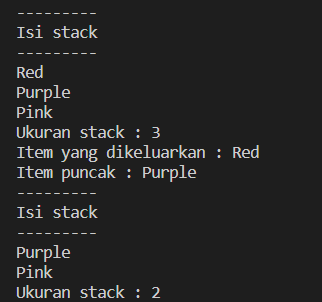 ---------
Isi stack
---------
Red
Purple
Pink
Ukuran stack : 3
Item yang dikeluarkan : Red
Item puncak : Purple
---------
Isi stack
---------
Purple
Pink
Ukuran stack : 2